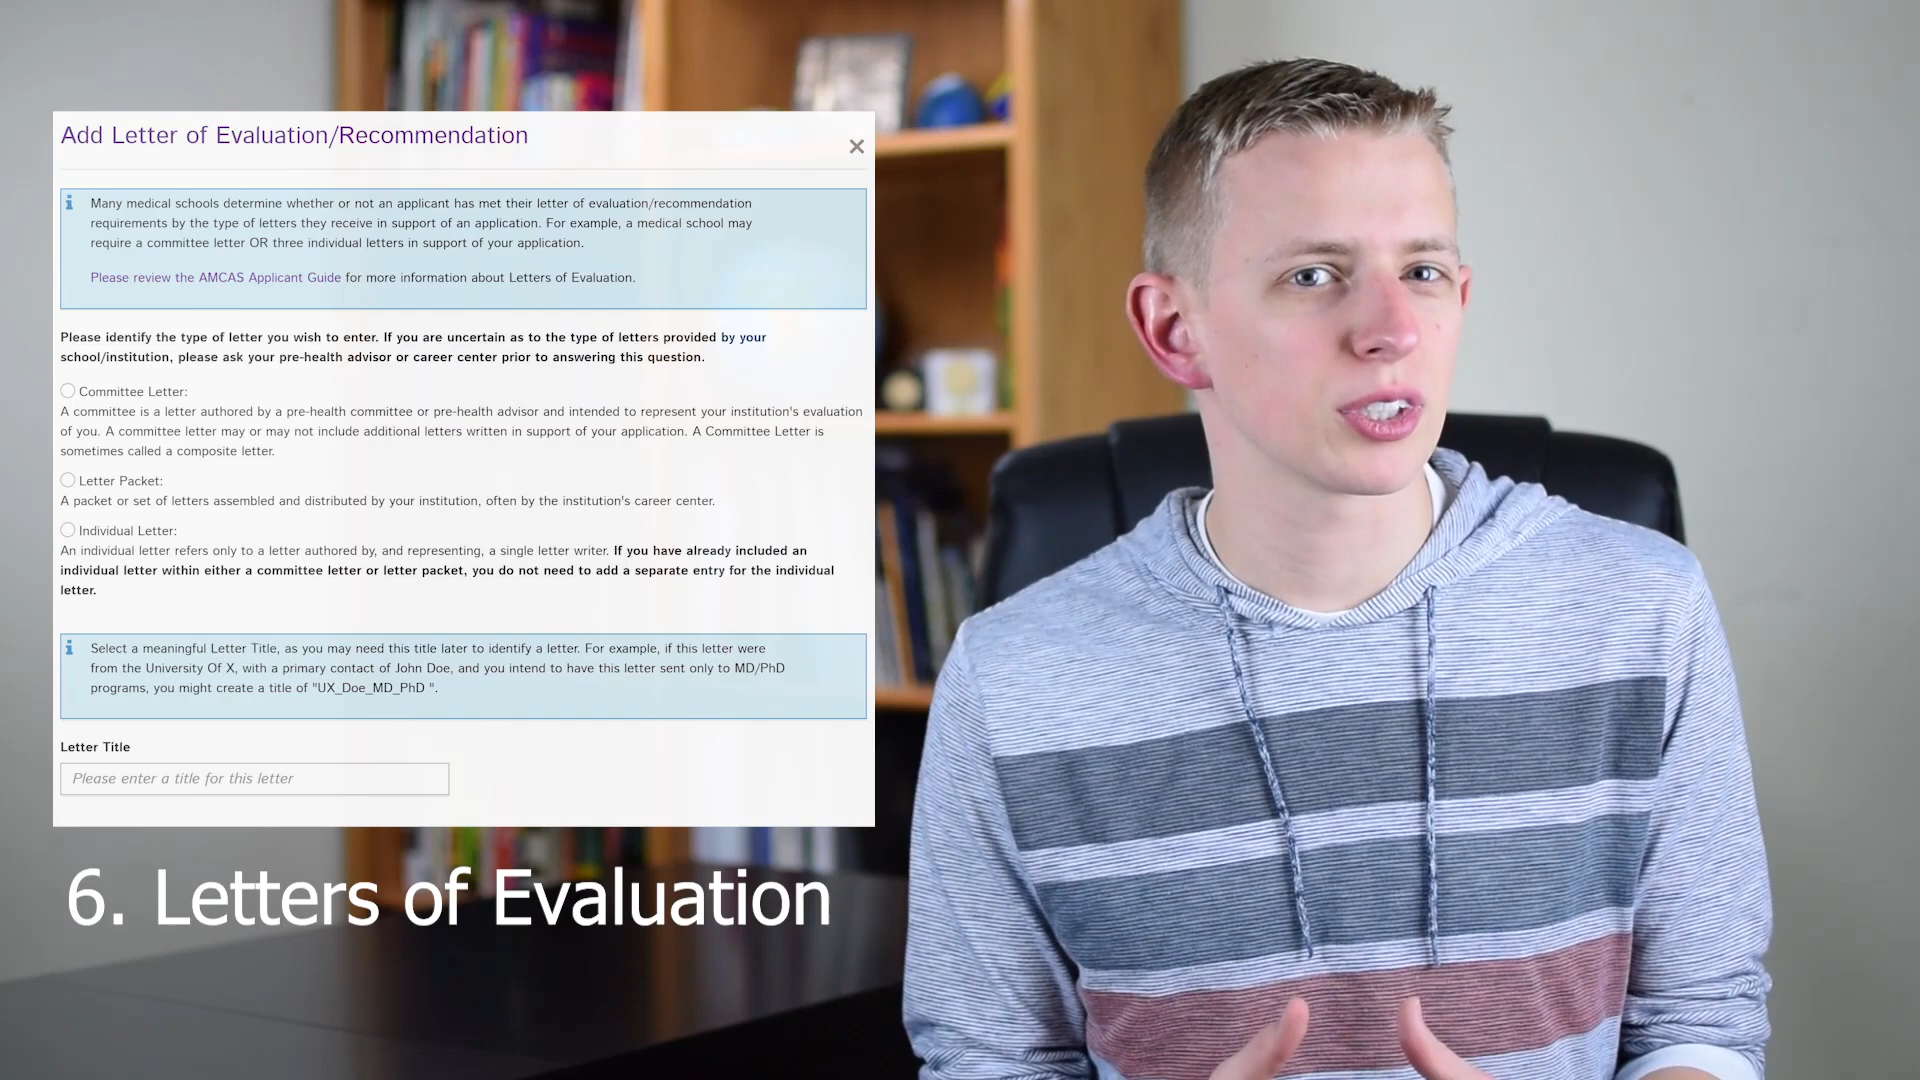 Add Letter of Evaluation/Recommendation
Many medical schools determine whether or not an applicant has met their letter of evaluation/recommendation
requirements by the type of letters they receive in support of an application. For example, a medical school may
require a committee letter OR three individual letters in support of your application.
Please review the AMCAS Applicant Guide for more information about Letters of Evaluation.
Please identify the type of letter you wish to enter. If you are uncertain as to the type of letters provided by your
school/institution, please ask your pre-health advisor or career center prior to answering this question.
Committee Letter:
A committee is a letter authored by a pre-health committee or pre-health advisor and intended to represent your institution's evaluation
of you. A committee letter may or may not include additional letters written in support of your application. A Committee Letter is
sometimes called a composite letter.
Letter Packet:
A packet or set of letters assembled and distributed by your institution, often by the institution's career center.
Individual Letter:
An individual letter refers only to a letter authored by, and representing, a single letter writer. If you have already included an
individual letter within either a committee letter or letter packet, you do not need to add a separate entry for the individual
letter.
Select a meaningful Letter Title, as you may need this title later to identify a letter. For example, if this letter were
from the University Of X, with a primary contact of John Doe, and you intend to have this letter sent only to MD/PhD
programs, you might create a title of "UX_Doe_MD_PhD ".
Letter Title
Please enter a title for this letter
6. Letters of Evaluation